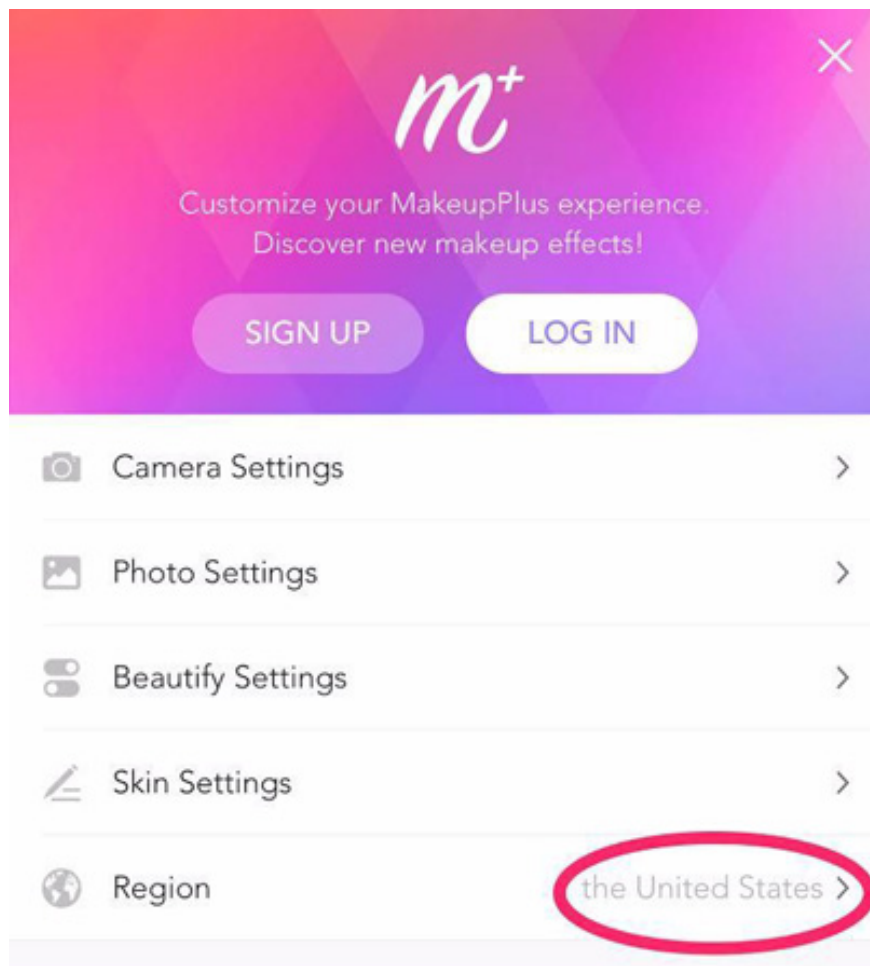 m+
Customize your MakeupPlus experience.
Discover new makeup effects!
SIGN UP LOG IN
Camera Settings
Photo Settings
Beautify Settings
Skin Settings
Region the United States